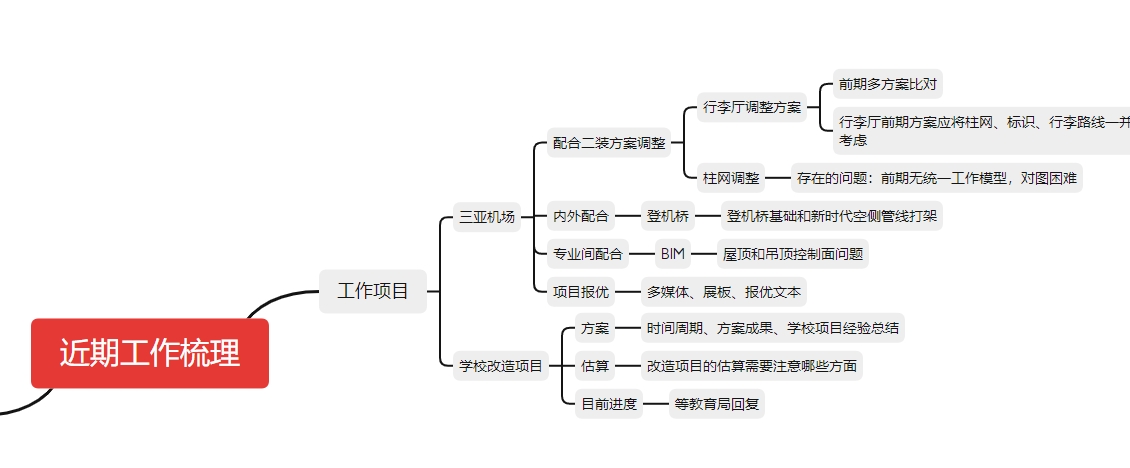 近期工作梳理
工作项目
三亚机场
配合二装方案调整
行李厅调整方案
前期多方案比对
行李厅前期方案应将柱网、标识、行李路线一并
考虑
柱网调整
存在的问题：前期无统一工作模型，对图困难
内外配合
登机桥
登机桥基础和新时代空侧管线打架
专业间配合
BIM
屋顶和吊顶控制面问题
项目报优
多媒体、展板、报优文本
学校改造项目
方案
时间周期、方案成果、学校项目经验总结
估算
改造项目的估算需要注意哪些方面
目前进度
等教育局回复